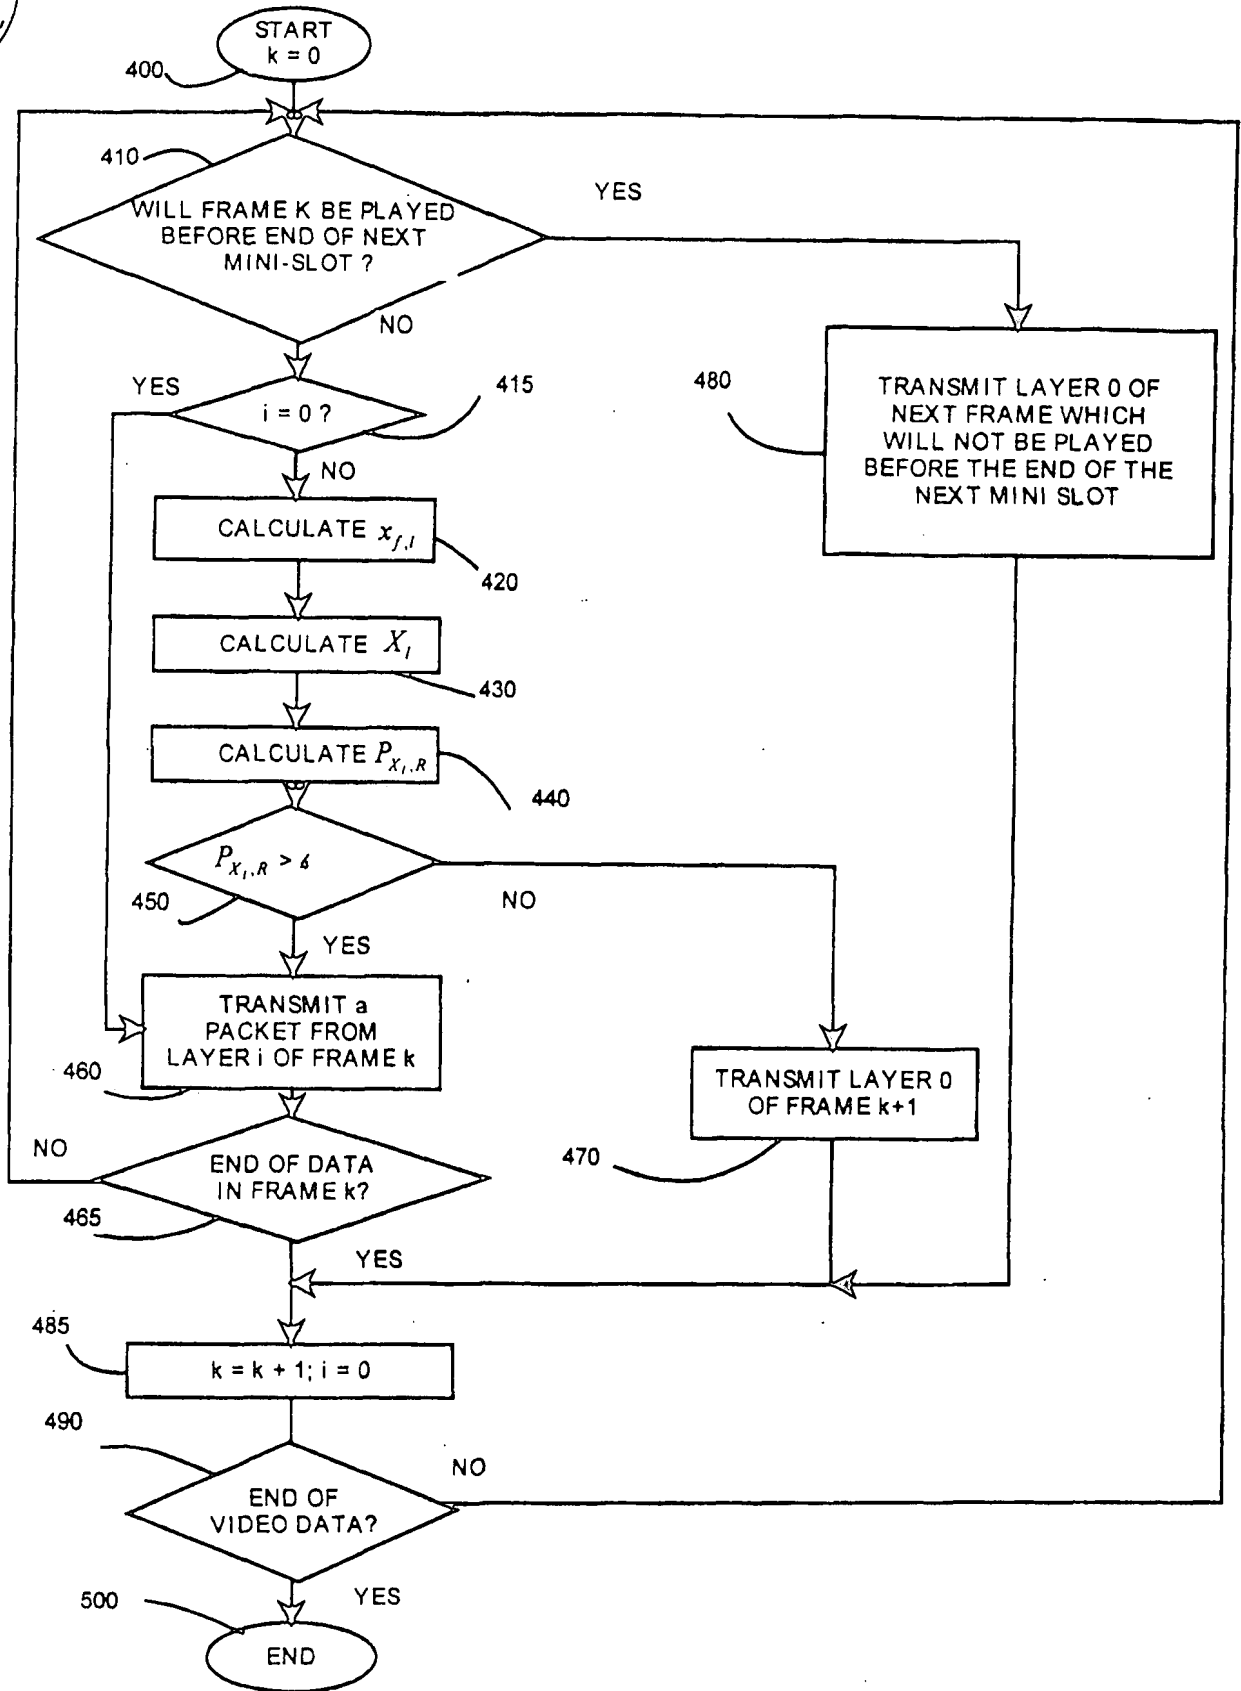 START
k = 0
400
410
WILL FRAME K BE PLAYED
BEFORE END OF NEXT
MINI-SLOT ?
YES
NO
YES
i = 0 ?
415
480
TRANSMIT LAYER 0 OF
NEXT FRAME WHICH
WILL NOT BE PLAYED
BEFORE THE END OF THE
NEXT MINI SLOT
NO
CALCULATE x_{f,l}
420
CALCULATE X_l
430
CALCULATE P_{X_l,R}
440
P_{X_l,R} >
450
NO
YES
TRANSMIT a
PACKET FROM
LAYER i OF FRAME k
460
TRANSMIT LAYER 0
OF FRAME k+1
470
NO
END OF DATA
IN FRAME k?
465
YES
485
k = k + 1; i = 0
490
NO
END OF
VIDEO DATA?
YES
500
END